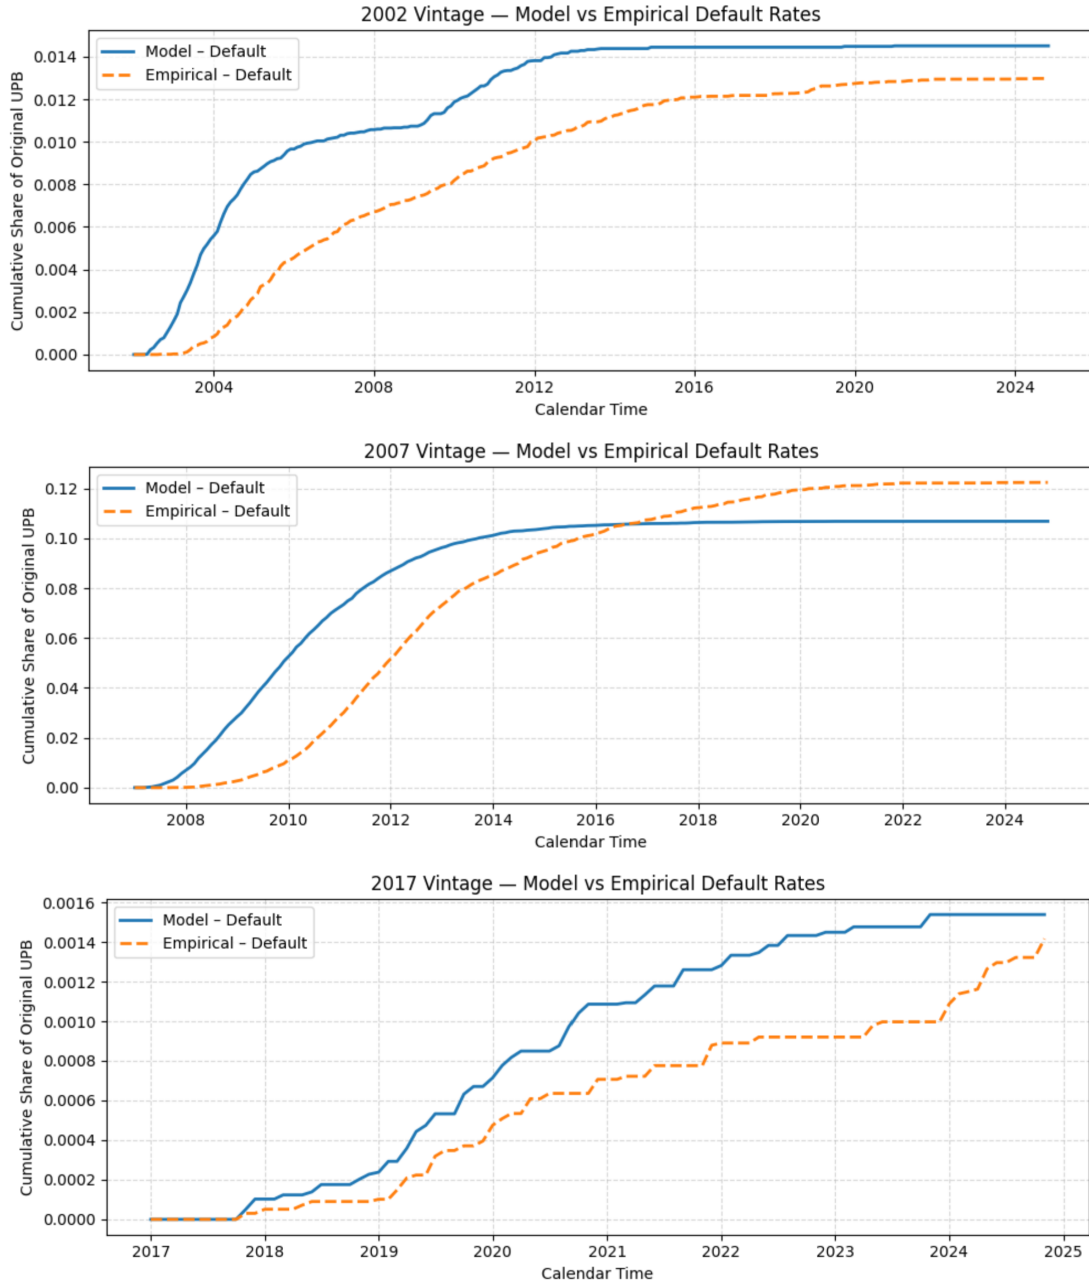 2002 Vintage — Model vs Empirical Default Rates
Model – Default
Empirical – Default
0.014
0.012
0.010
0.008
0.006
0.004
0.002
0.000
Cumulative Share of Original UPB
2004 2008 2012 2016 2020 2024
Calendar Time
2007 Vintage — Model vs Empirical Default Rates
Model – Default
Empirical – Default
0.12
0.10
0.08
0.06
0.04
0.02
0.00
Cumulative Share of Original UPB
2008 2010 2012 2014 2016 2018 2020 2022 2024
Calendar Time
2017 Vintage — Model vs Empirical Default Rates
Model – Default
Empirical – Default
0.0016
0.0014
0.0012
0.0010
0.0008
0.0006
0.0004
0.0002
0.0000
Cumulative Share of Original UPB
2017 2018 2019 2020 2021 2022 2023 2024 2025
Calendar Time